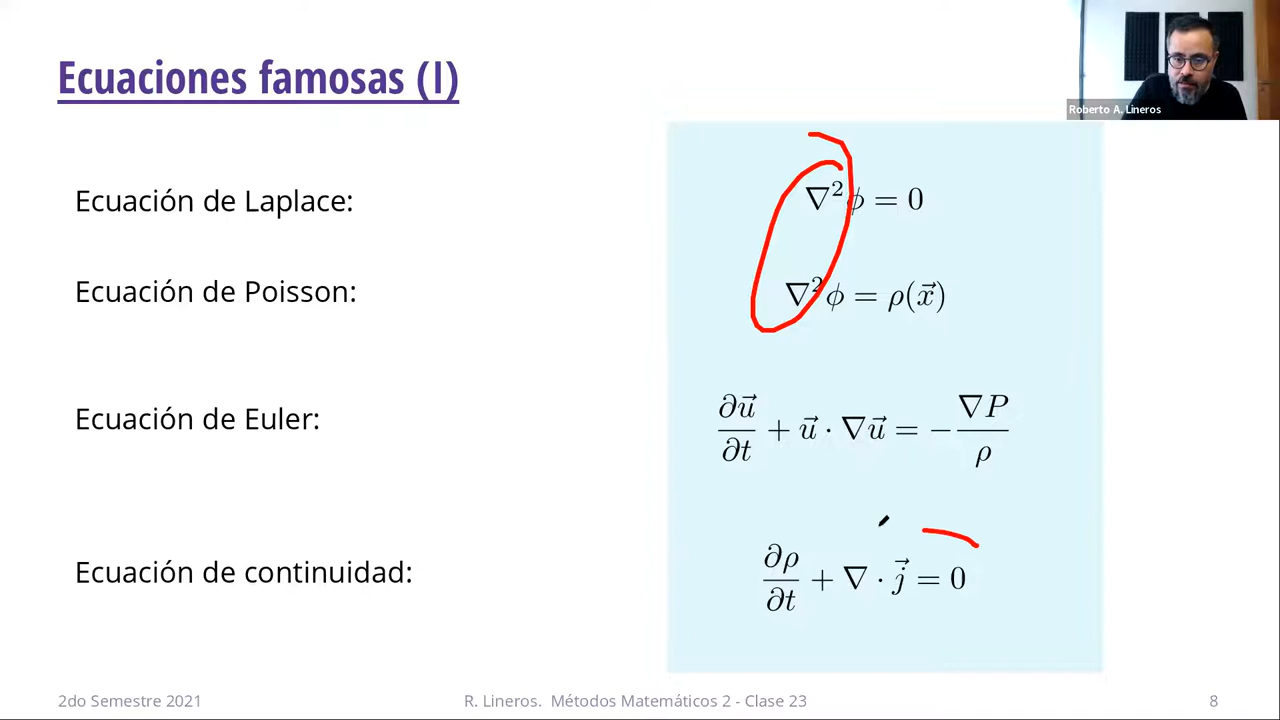 Ecuaciones famosas (I)
Roberto A. Lineros
Ecuación de Laplace:
∇²ϕ = 0
Ecuación de Poisson:
∇²ϕ = ρ(x⃗)
Ecuación de Euler:
∂u⃗/∂t + u⃗ · ∇u⃗ = −∇P/ρ
Ecuación de continuidad:
∂ρ/∂t + ∇ · j⃗ = 0
2do Semestre 2021
R. Lineros. Métodos Matemáticos 2 - Clase 23
8